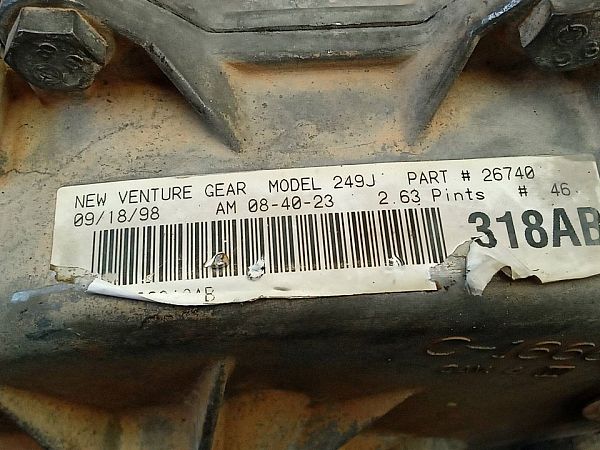 NEW VENTURE GEAR MODEL 249J PART # 26740
09/18/98 AM 08-40-23 2.63 Pints # 46
318AB